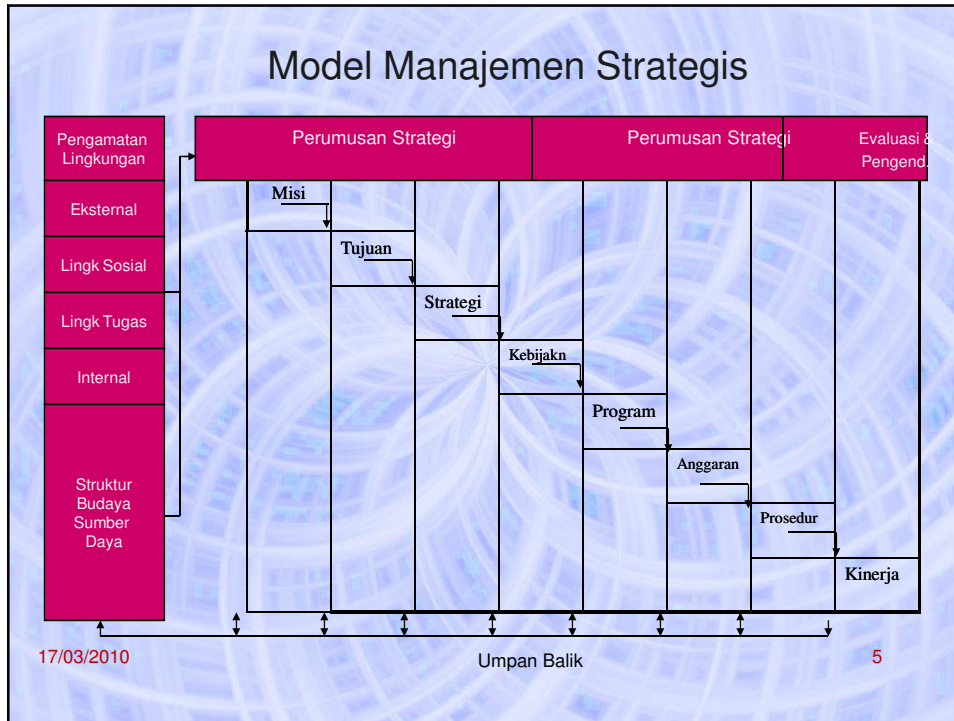 Model Manajemen Strategis
Pengamatan
Lingkungan
Eksternal
Lingk Sosial
Lingk Tugas
Internal
Struktur
Budaya
Sumber
Daya
Perumusan Strategi
Perumusan Strategi
Evaluasi &
Pengend.
Misi
Tujuan
Strategi
Kebijakn
Program
Anggaran
Prosedur
Kinerja
17/03/2010
Umpan Balik
5